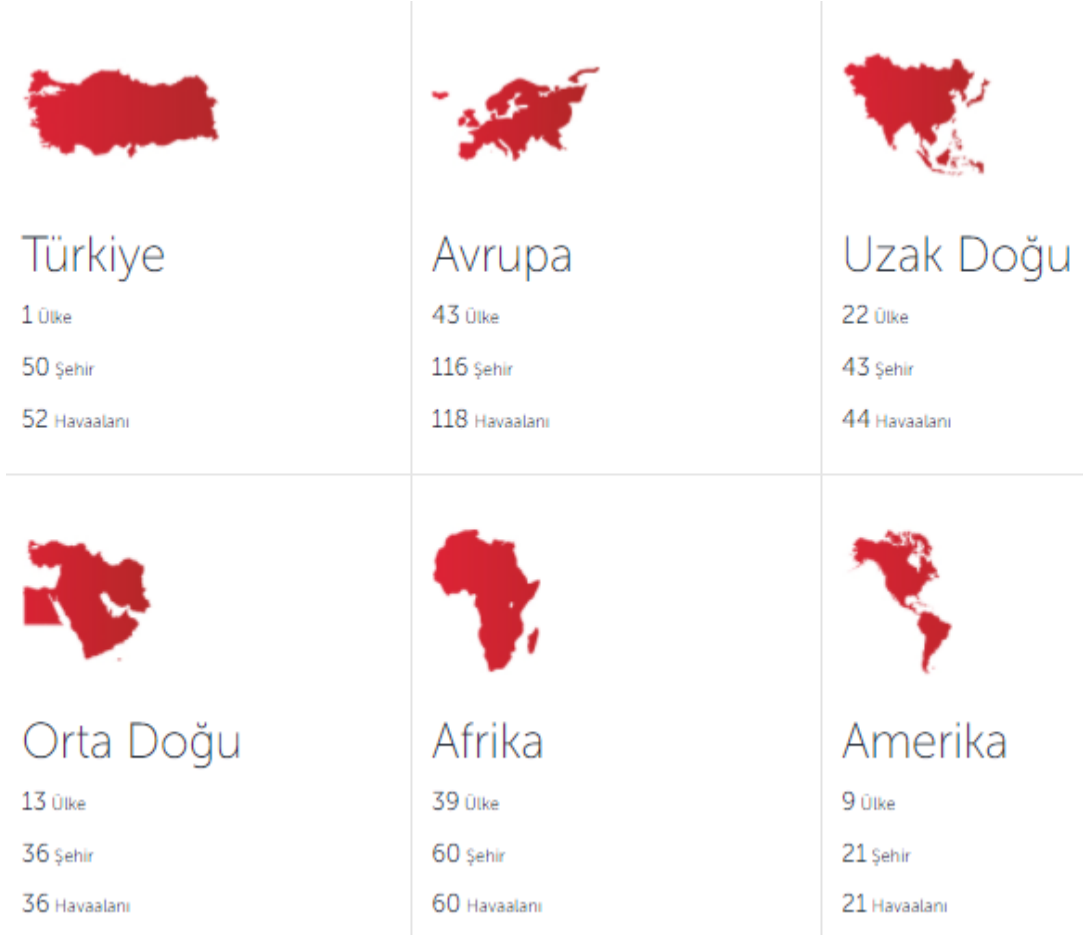 Türkiye
1 Ülke
50 Şehir
52 Havaalanı
Avrupa
43 Ülke
116 Şehir
118 Havaalanı
Uzak Doğu
22 Ülke
43 Şehir
44 Havaalanı
Orta Doğu
13 Ülke
36 Şehir
36 Havaalanı
Afrika
39 Ülke
60 Şehir
60 Havaalanı
Amerika
9 Ülke
21 Şehir
21 Havaalanı